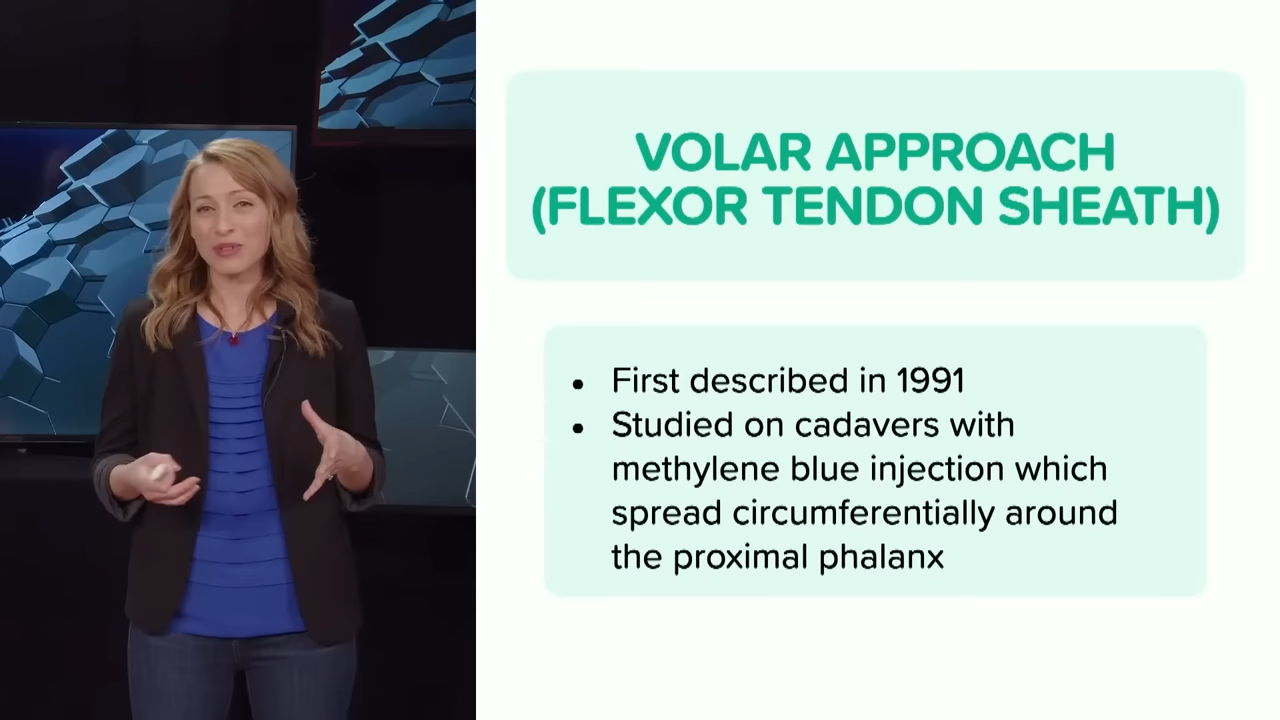 VOLAR APPROACH
(FLEXOR TENDON SHEATH)
• First described in 1991
• Studied on cadavers with
methylene blue injection which
spread circumferentially around
the proximal phalanx